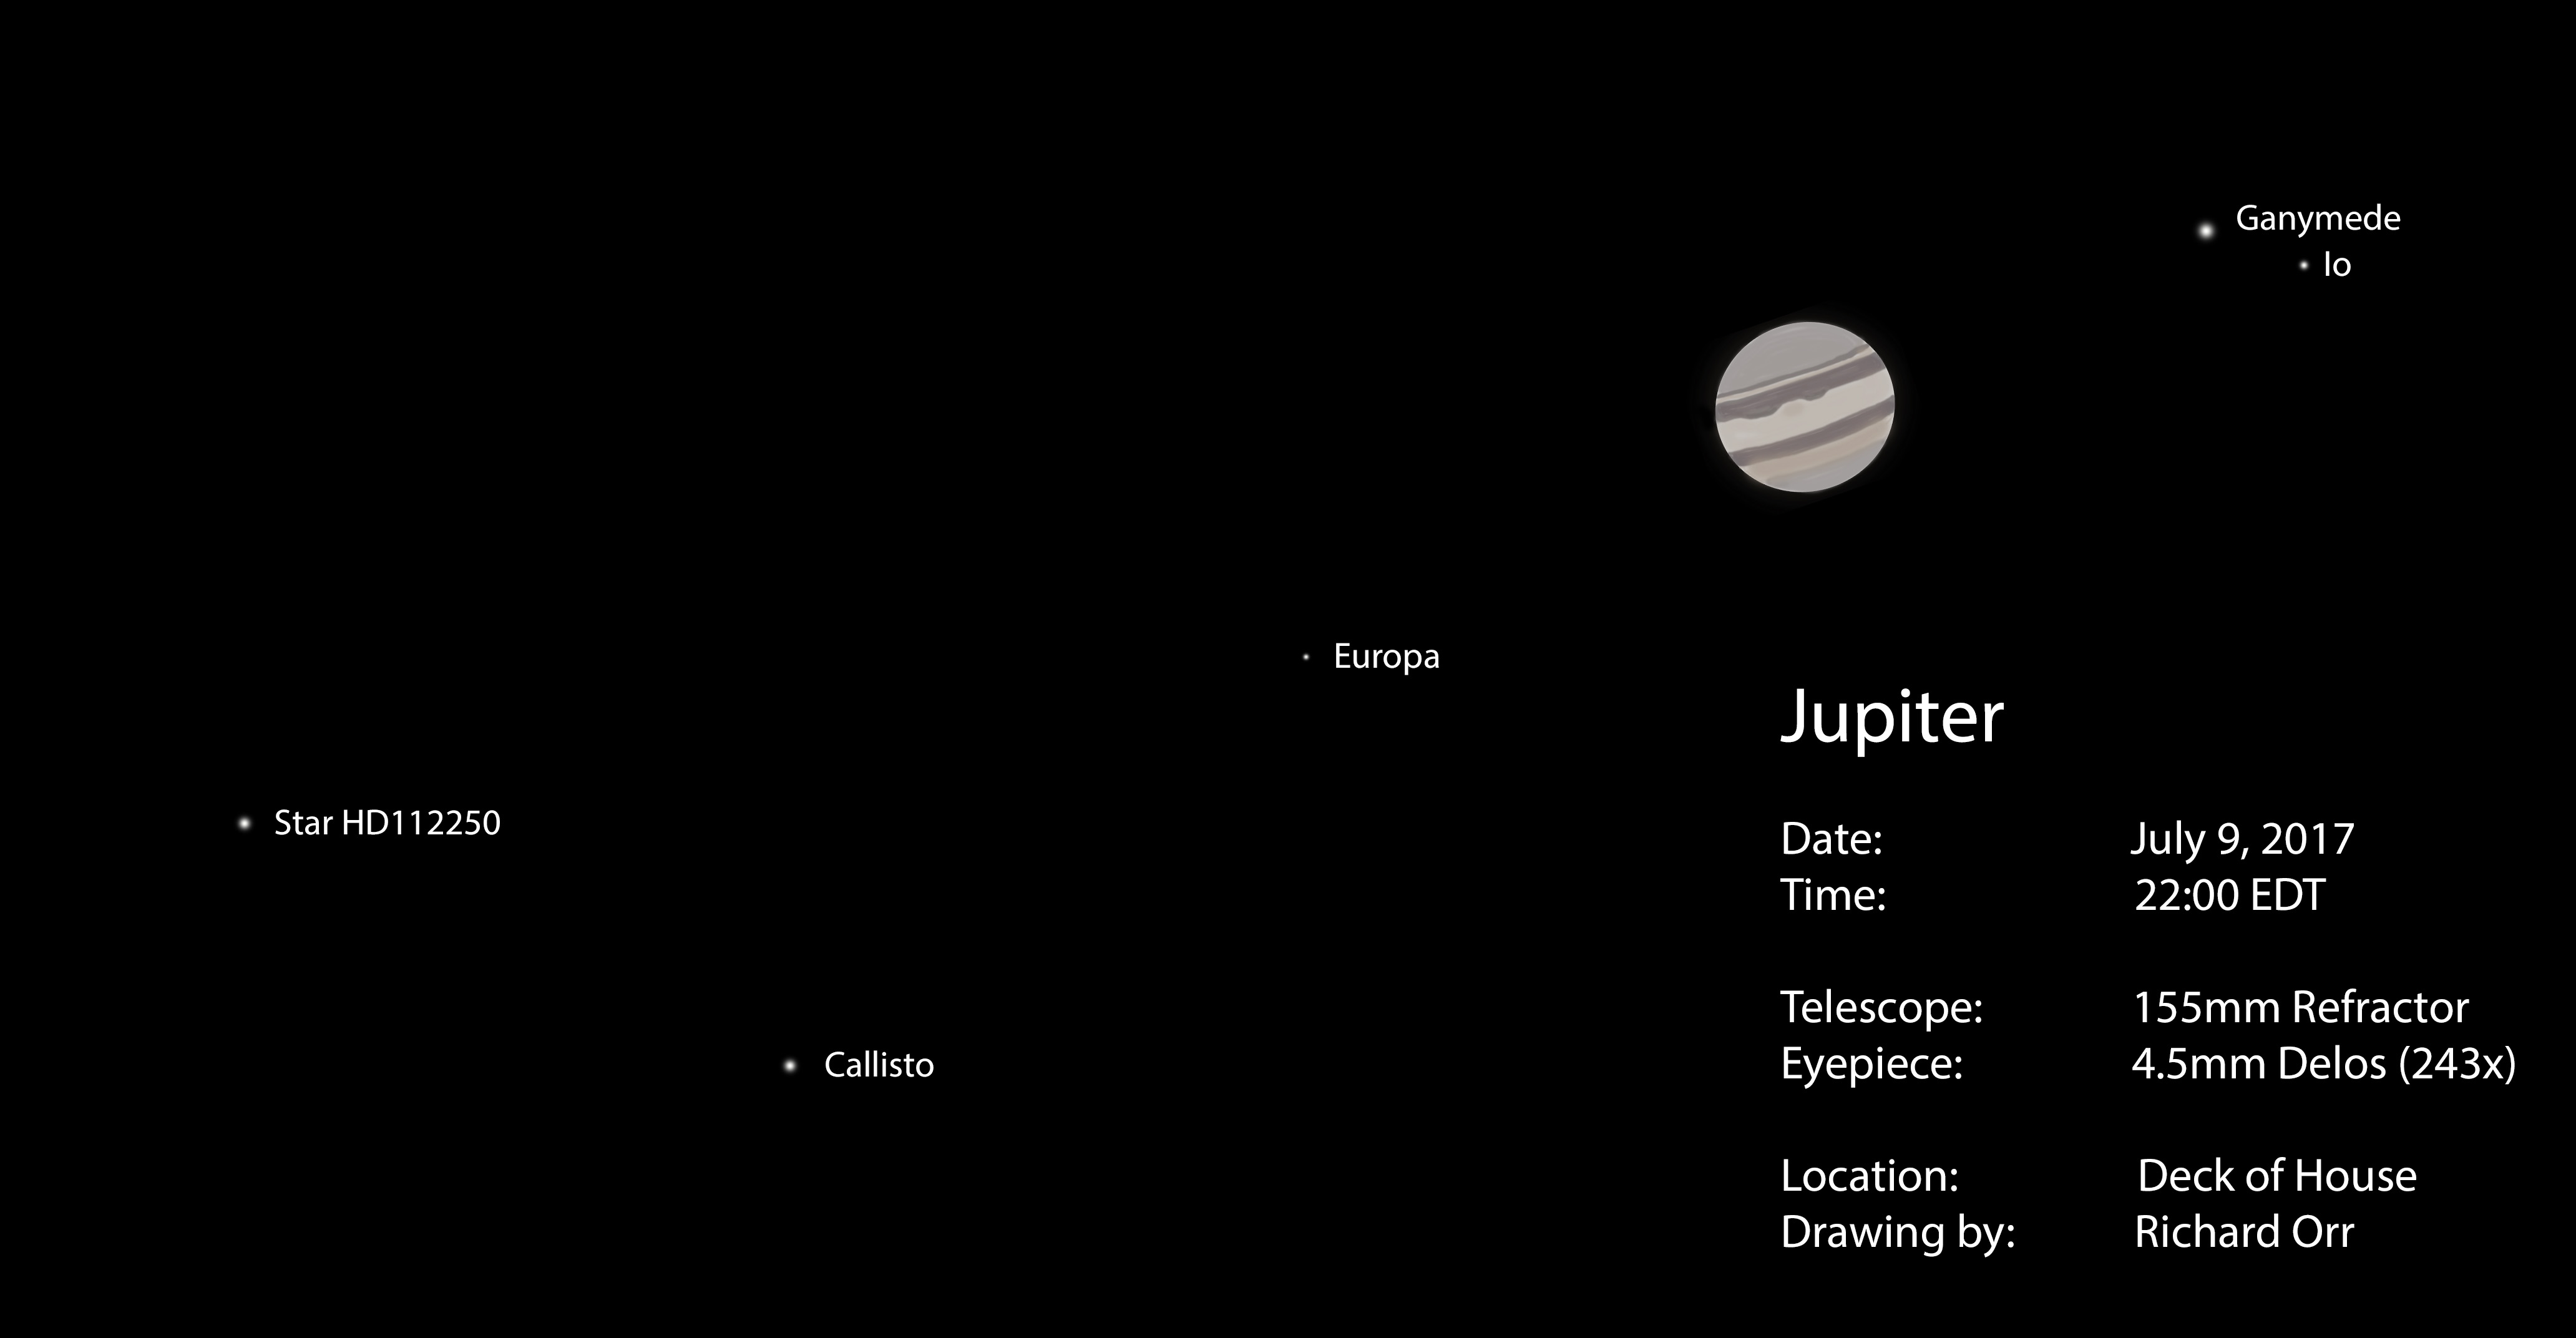 Ganymede
Io
Europa
Jupiter
Star HD112250
Date: July 9, 2017
Time: 22:00 EDT
Telescope: 155mm Refractor
Eyepiece: 4.5mm Delos (243x)
Callisto
Location: Deck of House
Drawing by: Richard Orr